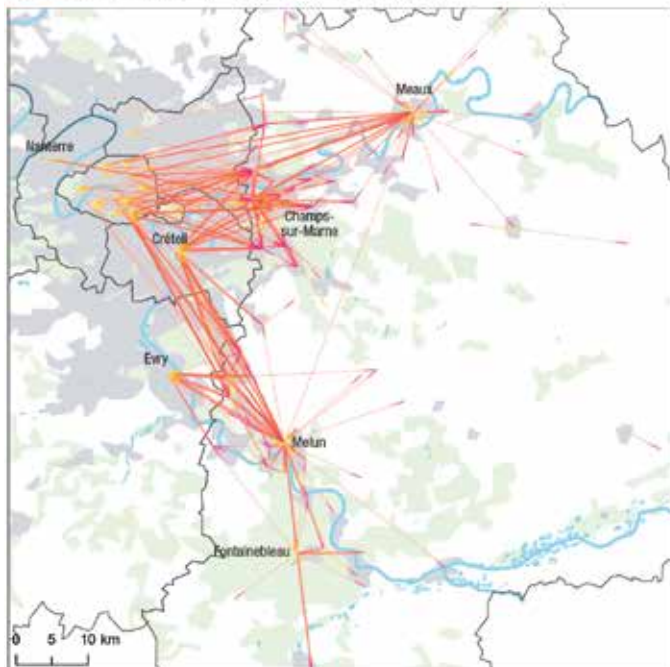 Meaux
Nanterre
Champs-
sur-Marne
Créteil
Evry
Melun
Fontainebleau
0 5 10 km